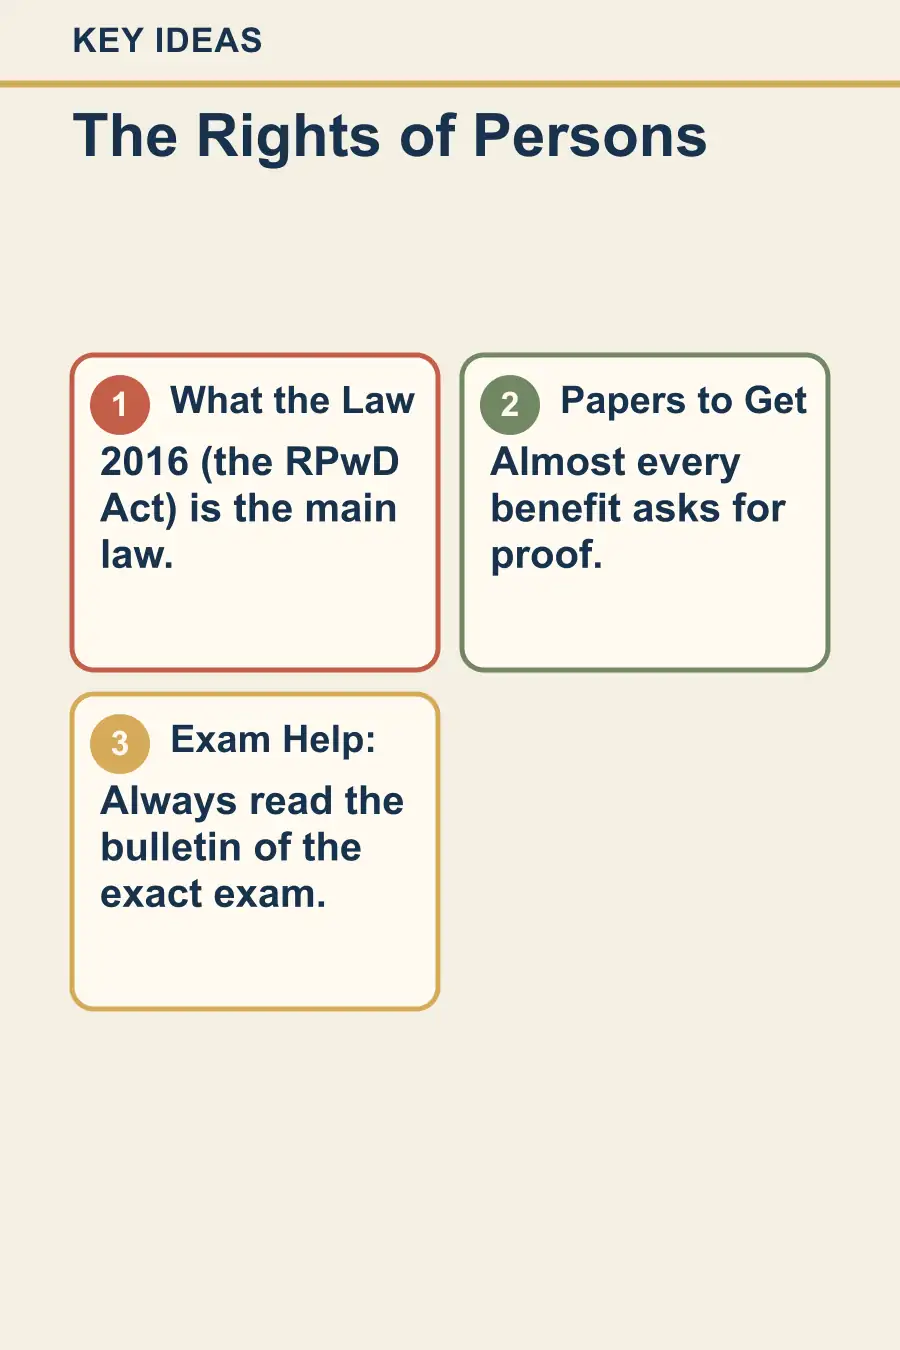 KEY IDEAS
The Rights of Persons
1
What the Law
2016 (the RPwD
Act) is the main
law.
2
Papers to Get
Almost every
benefit asks for
proof.
3
Exam Help:
Always read the
bulletin of the
exact exam.